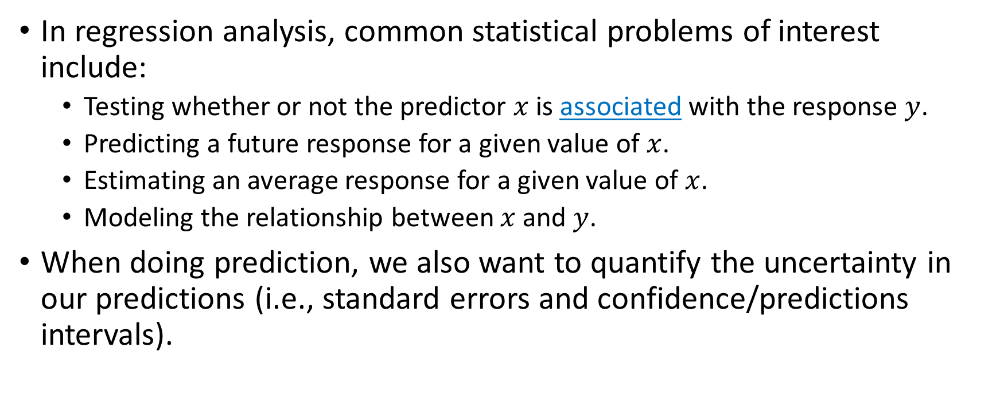 • In regression analysis, common statistical problems of interest
include:
• Testing whether or not the predictor x is associated with the response y.
• Predicting a future response for a given value of x.
• Estimating an average response for a given value of x.
• Modeling the relationship between x and y.
• When doing prediction, we also want to quantify the uncertainty in
our predictions (i.e., standard errors and confidence/predictions
intervals).